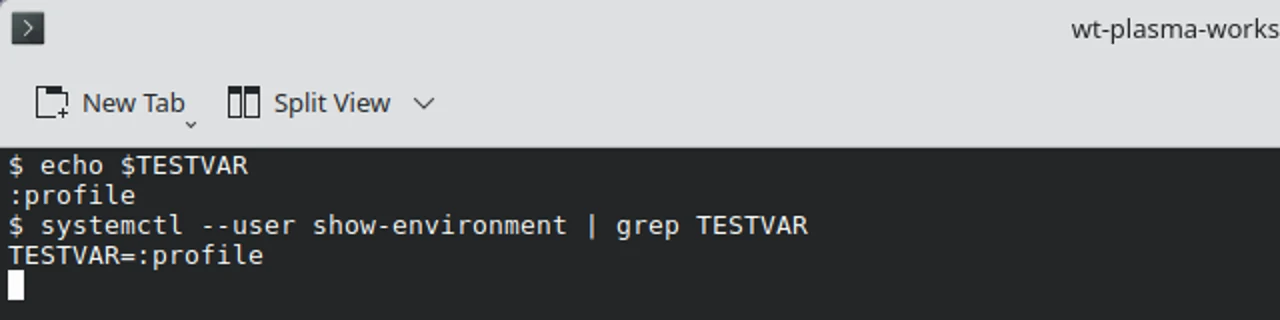 wt-plasma-works
New Tab
Split View
$ echo $TESTVAR
:profile
$ systemctl --user show-environment | grep TESTVAR
TESTVAR=:profile